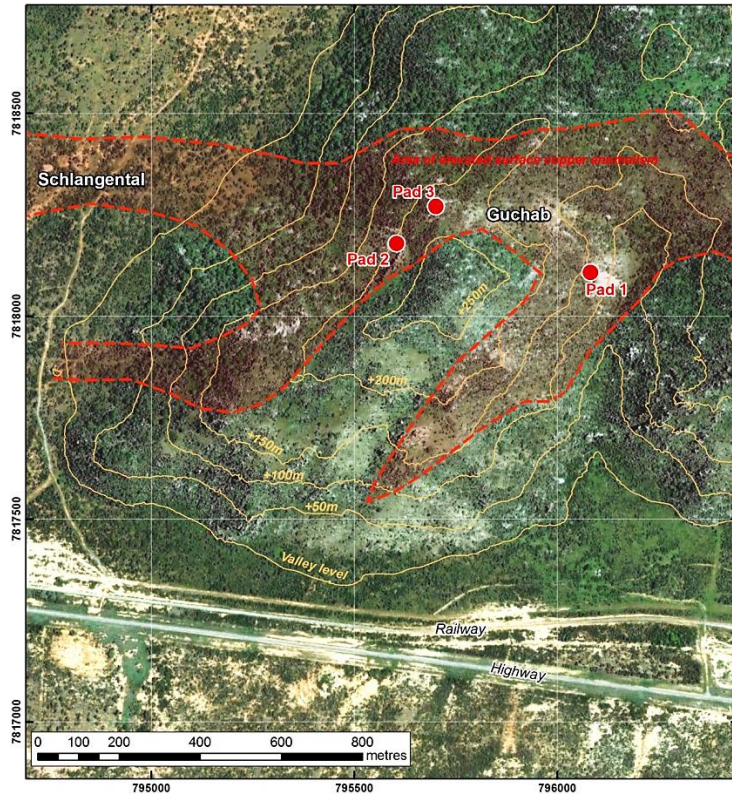 7818500
Area of elevated surface copper anomalism
Schlangental
Pad 3
Guchab
Pad 2
Pad 1
7818000
+250m
+200m
+150m
+100m
+50m
7817500
Valley level
Railway
Highway
7817000
0 100 200 400 600 800
metres
795000 795500 796000